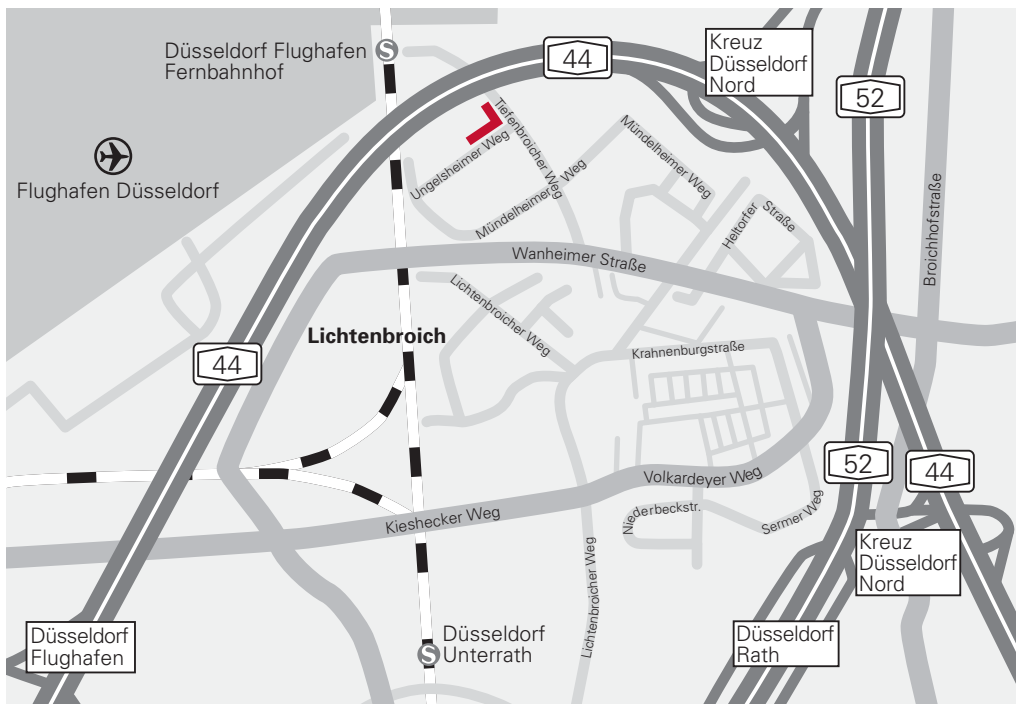 Düsseldorf Flughafen
Fernbahnhof
S
44
Kreuz
Düsseldorf
Nord
52
Flughafen Düsseldorf
Tiefenbroicher Weg
Ungelsheimer Weg
Mündelheimer Weg
Mündelheimer Weg
Heltorfer
Straße
Broichhofstraße
Wanheimer Straße
Lichtenbroicher Weg
Lichtenbroich
44
Krahnenburgstraße
Volkardeyer Weg
52
44
Kieshecker Weg
Niederbeckstr.
Sermer Weg
Kreuz
Düsseldorf
Nord
Lichtenbroicher Weg
Düsseldorf
Flughafen
S
Düsseldorf
Unterrath
Düsseldorf
Rath